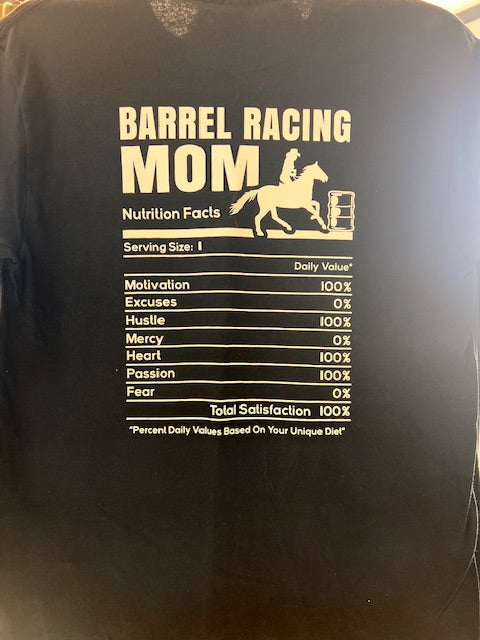 BARREL RACING
MOM
Nutrition Facts
Serving Size: 1
Daily Value*
Motivation 100%
Excuses 0%
Hustle 100%
Mercy 0%
Heart 100%
Passion 100%
Fear 0%
Total Satisfaction 100%
"Percent Daily Values Based On Your Unique Diet"